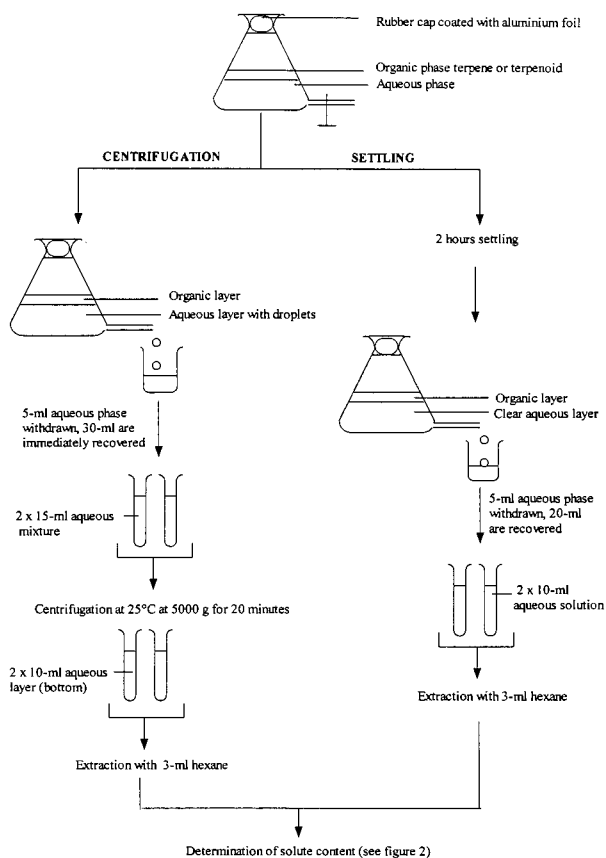 Rubber cap coated with aluminium foil
Organic phase terpene or terpenoid
Aqueous phase
CENTRIFUGATION
SETTLING
Organic layer
Aqueous layer with droplets
5-ml aqueous phase
withdrawn, 30-ml are
immediately recovered
2 x 15-ml aqueous
mixture
Centrifugation at 25°C at 5000 g for 20 minutes
2 x 10-ml aqueous
layer (bottom)
Extraction with 3-ml hexane
2 hours settling
Organic layer
Clear aqueous layer
5-ml aqueous phase
withdrawn, 20-ml
are recovered
2 x 10-ml
aqueous solution
Extraction with 3-ml hexane
Determination of solute content (see figure 2)